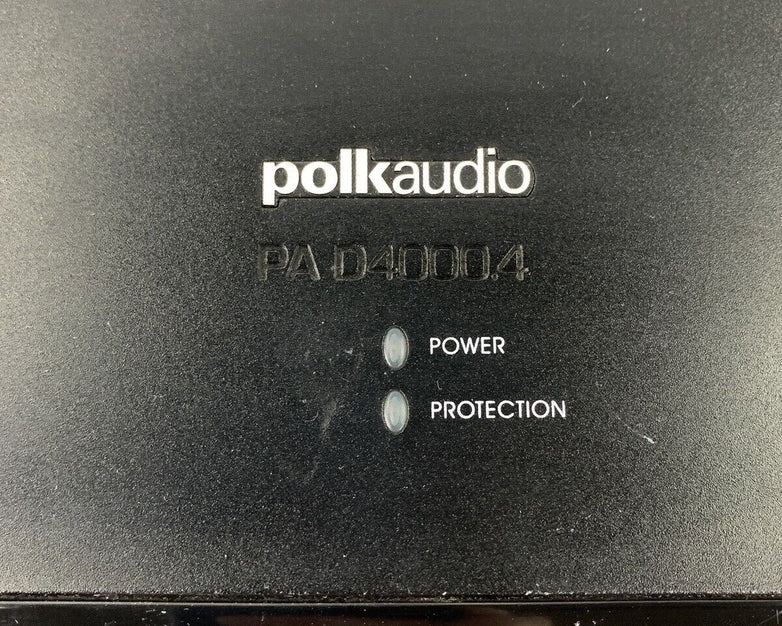 polkaudio
PA D4000.4
POWER
PROTECTION